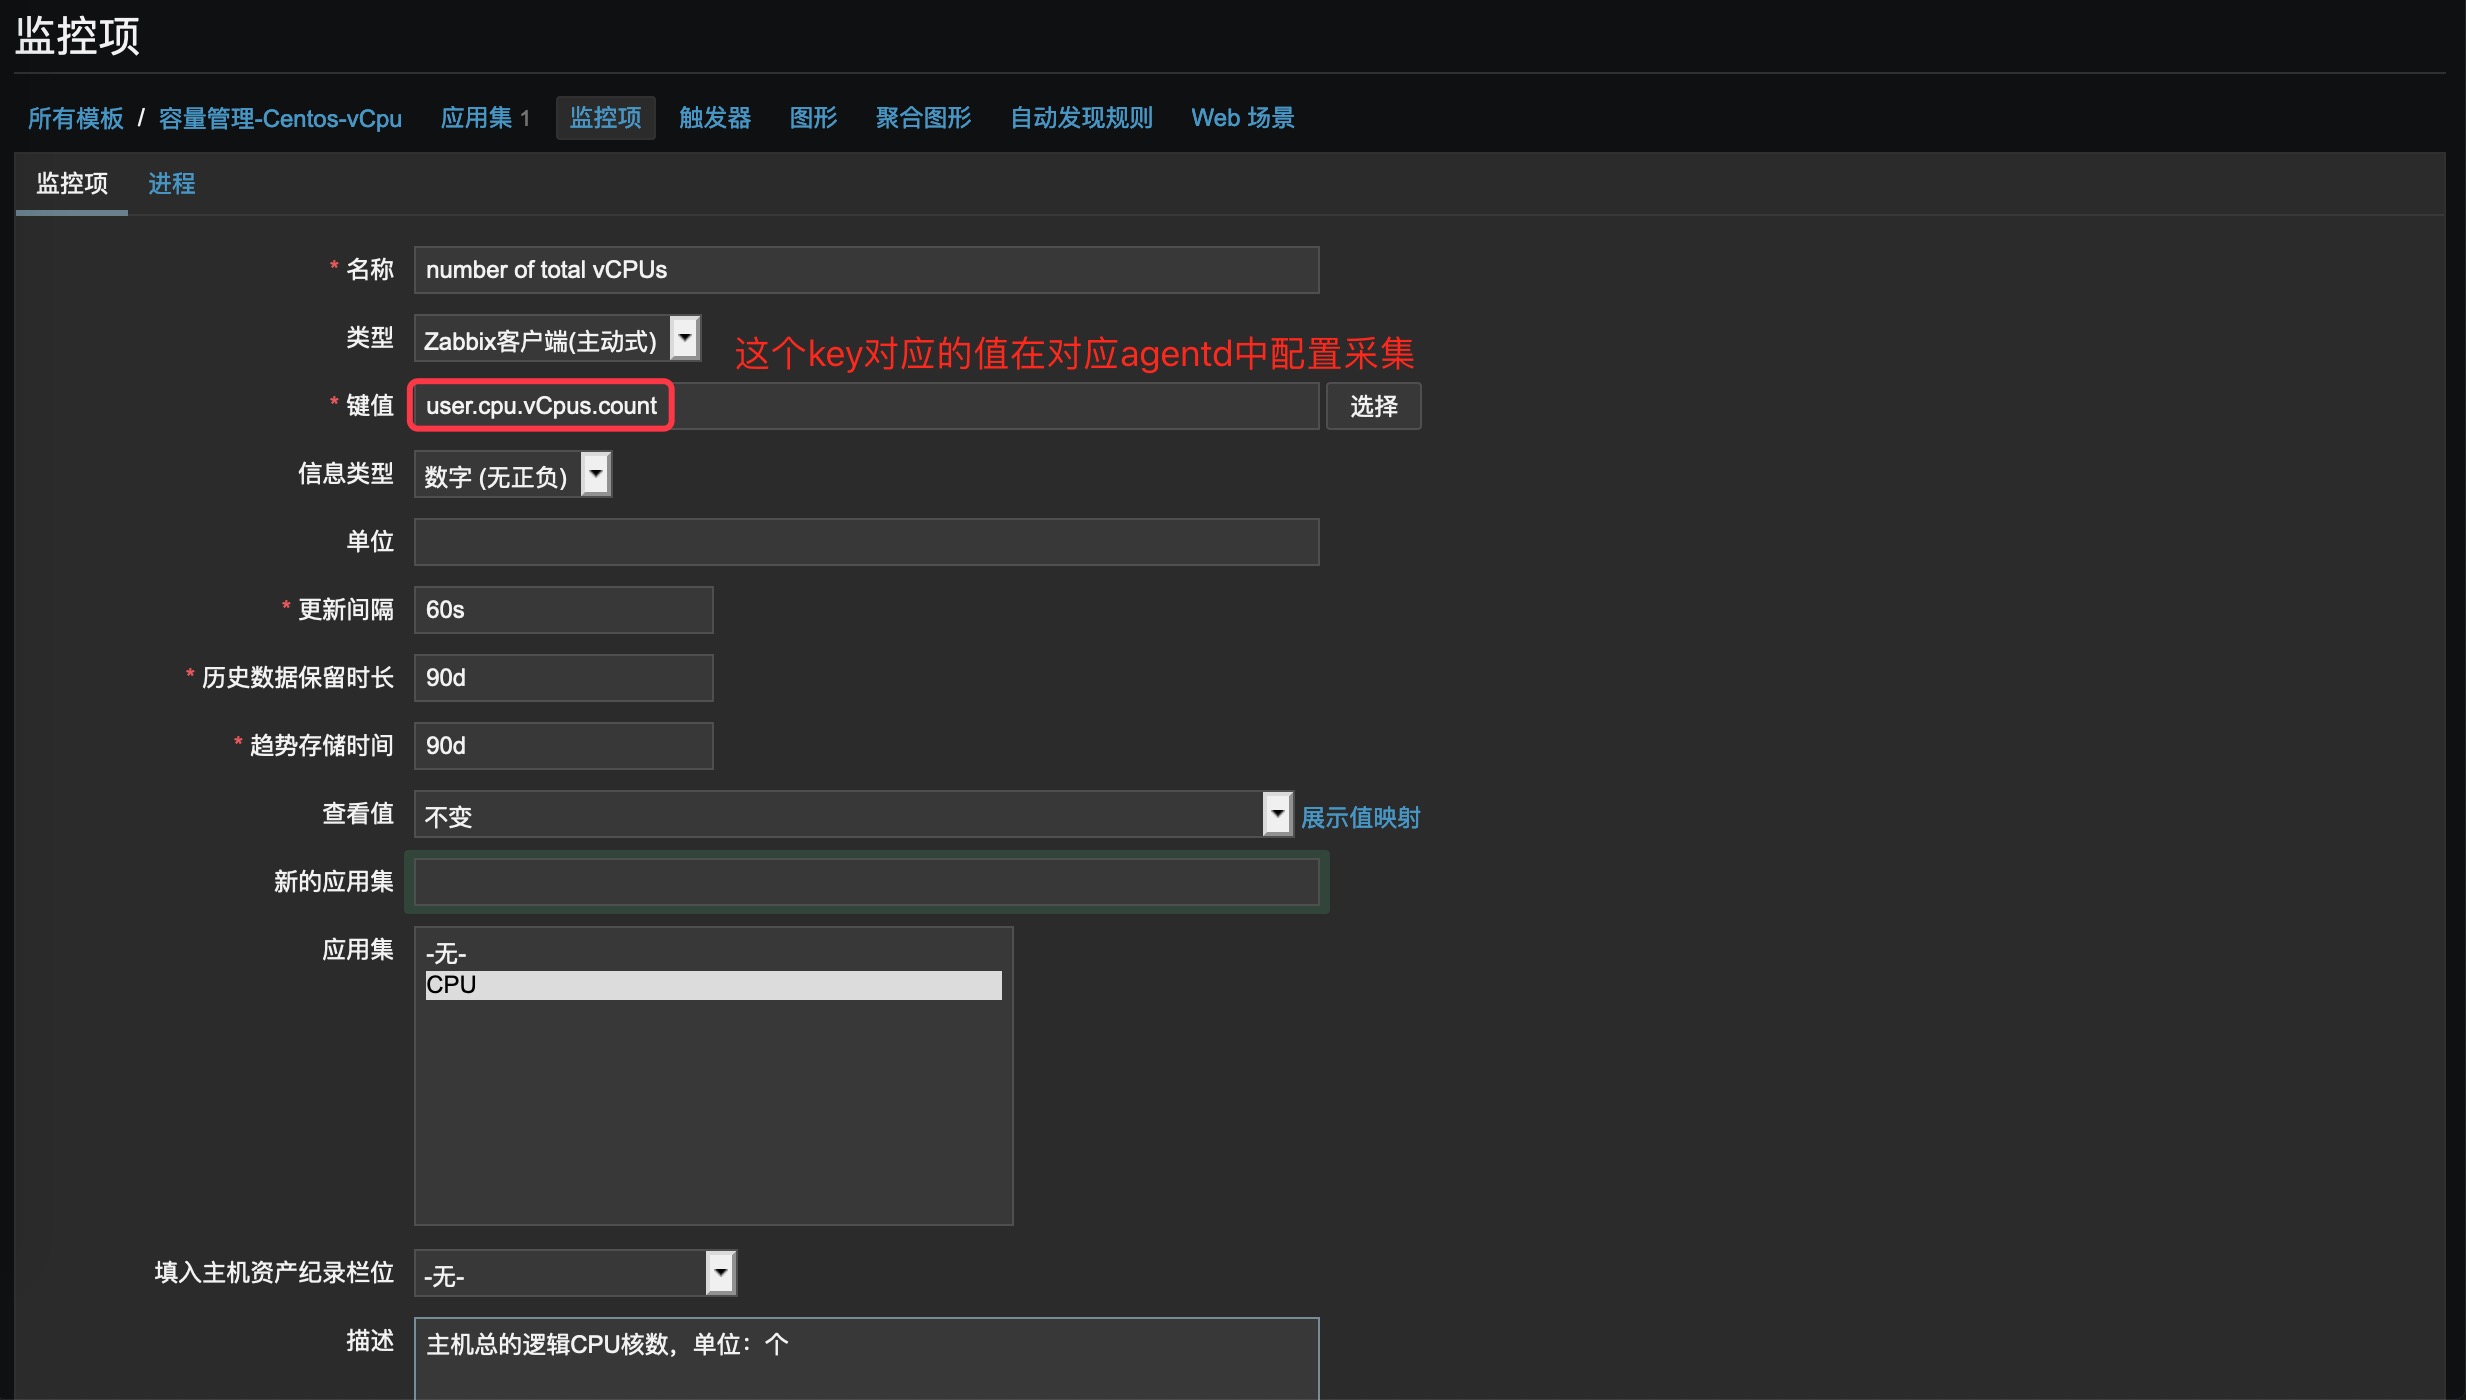 监控项
所有模板 / 容量管理-Centos-vCpu 应用集 1 监控项 触发器 图形 聚合图形 自动发现规则 Web 场景
监控项 进程
* 名称 number of total vCPUs
类型 Zabbix客户端(主动式)
这个key对应的值在对应agentd中配置采集
* 键值 user.cpu.vCpus.count 选择
信息类型 数字 (无正负)
单位
* 更新间隔 60s
* 历史数据保留时长 90d
* 趋势存储时间 90d
查看值 不变 展示值映射
新的应用集
应用集 -无-
CPU
填入主机资产纪录栏位 -无-
描述 主机总的逻辑CPU核数，单位：个